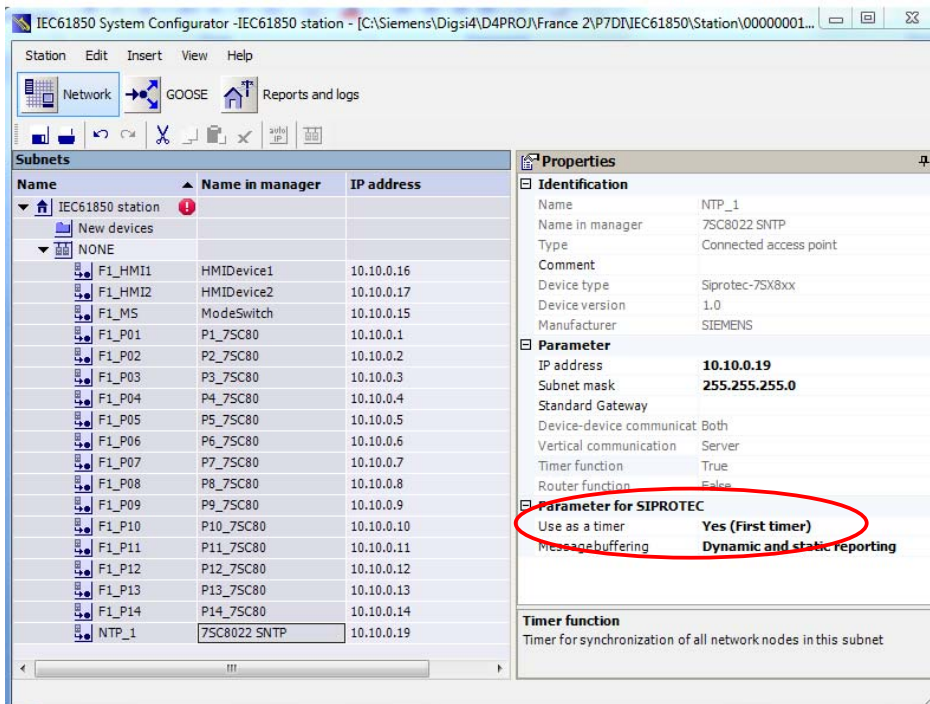 IEC61850 System Configurator -IEC61850 station - [C:\Siemens\Digsi4\D4PROJ\France 2\P7DI\IEC61850\Station\00000001...
Station Edit Insert View Help
Network GOOSE Reports and logs
auto IP
Subnets
Name Name in manager IP address
IEC61850 station
New devices
NONE
F1_HMI1 HMIDevice1 10.10.0.16
F1_HMI2 HMIDevice2 10.10.0.17
F1_MS ModeSwitch 10.10.0.15
F1_P01 P1_7SC80 10.10.0.1
F1_P02 P2_7SC80 10.10.0.2
F1_P03 P3_7SC80 10.10.0.3
F1_P04 P4_7SC80 10.10.0.4
F1_P05 P5_7SC80 10.10.0.5
F1_P06 P6_7SC80 10.10.0.6
F1_P07 P7_7SC80 10.10.0.7
F1_P08 P8_7SC80 10.10.0.8
F1_P09 P9_7SC80 10.10.0.9
F1_P10 P10_7SC80 10.10.0.10
F1_P11 P11_7SC80 10.10.0.11
F1_P12 P12_7SC80 10.10.0.12
F1_P13 P13_7SC80 10.10.0.13
F1_P14 P14_7SC80 10.10.0.14
NTP_1 7SC8022 SNTP 10.10.0.19
Properties
Identification
Name NTP_1
Name in manager 7SC8022 SNTP
Type Connected access point
Comment
Device type Siprotec-7SX8xx
Device version 1.0
Manufacturer SIEMENS
Parameter
IP address 10.10.0.19
Subnet mask 255.255.255.0
Standard Gateway
Device-device communicat Both
Vertical communication Server
Timer function True
Router function False
Parameter for SIPROTEC
Use as a timer Yes (First timer)
Message buffering Dynamic and static reporting
Timer function
Timer for synchronization of all network nodes in this subnet